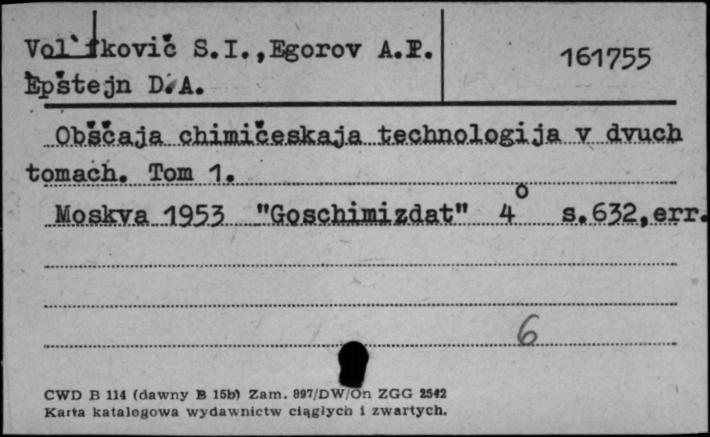 Vol`fkovič S.I.,Egorov A.P. 161755
Epštejn D.A.
Obščaja chimičeskaja technologija v dvuch
tomach. Tom 1.
Moskva 1953 "Goschimizdat" 4° s.632,err.
6
CWD B 114 (dawny B 15b) Zam. 897/DW/On ZGG 2542
Karta katalogowa wydawnictw ciągłych i zwartych.